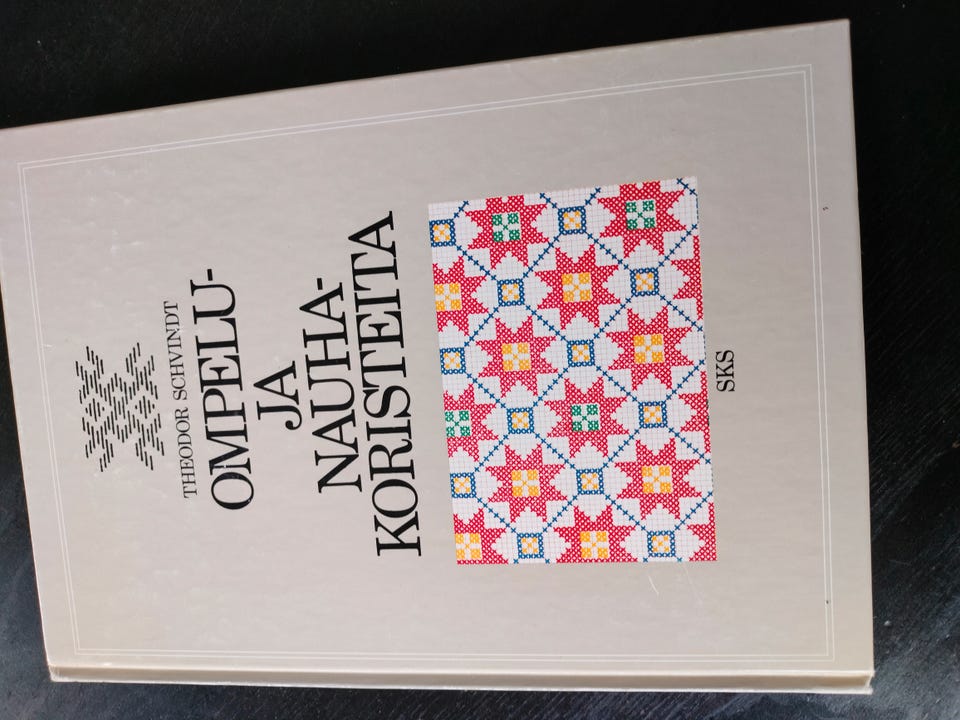 THEODOR SCHVINDT
OMPELU-
JA
NAUHA-
KORISTEITA
SKS